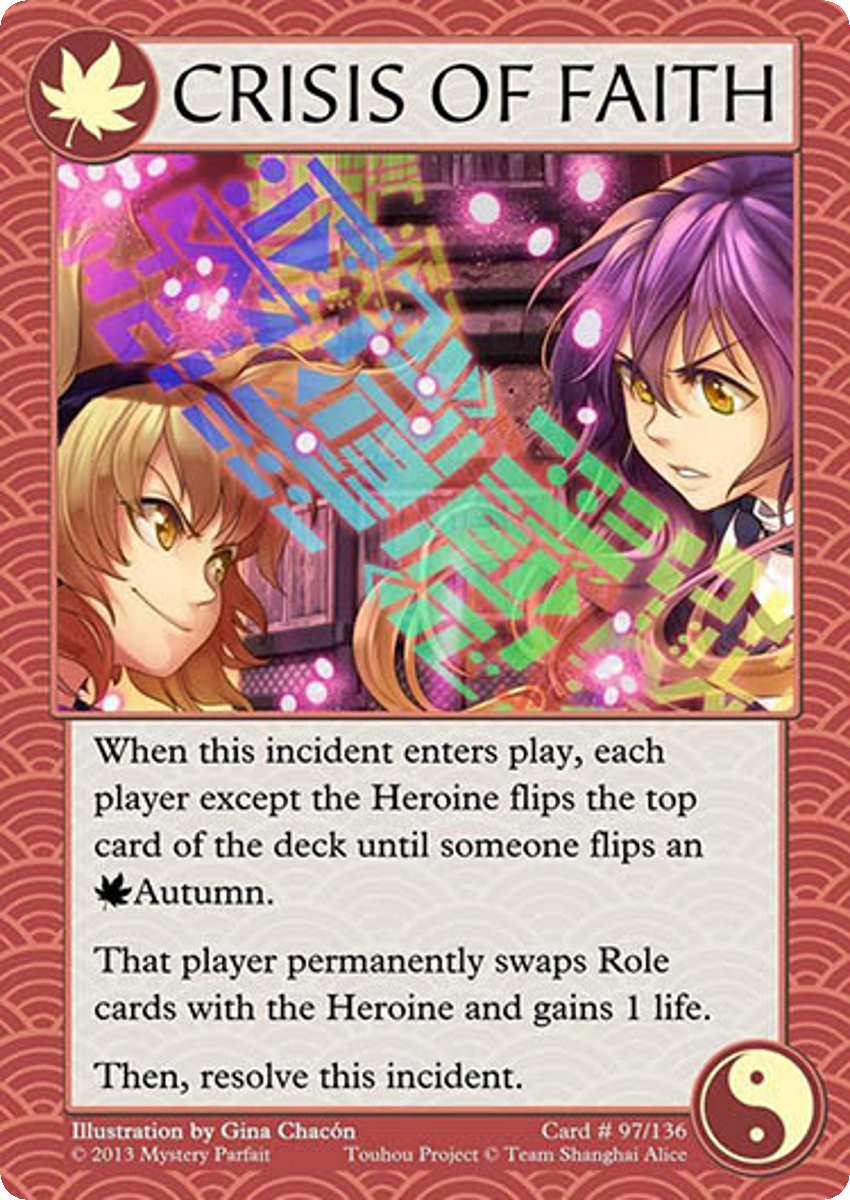 CRISIS OF FAITH
When this incident enters play, each
player except the Heroine flips the top
card of the deck until someone flips an
Autumn.
That player permanently swaps Role
cards with the Heroine and gains 1 life.
Then, resolve this incident.
Illustration by Gina Chacón
Card # 97/136
© 2013 Mystery Parfait
Touhou Project © Team Shanghai Alice